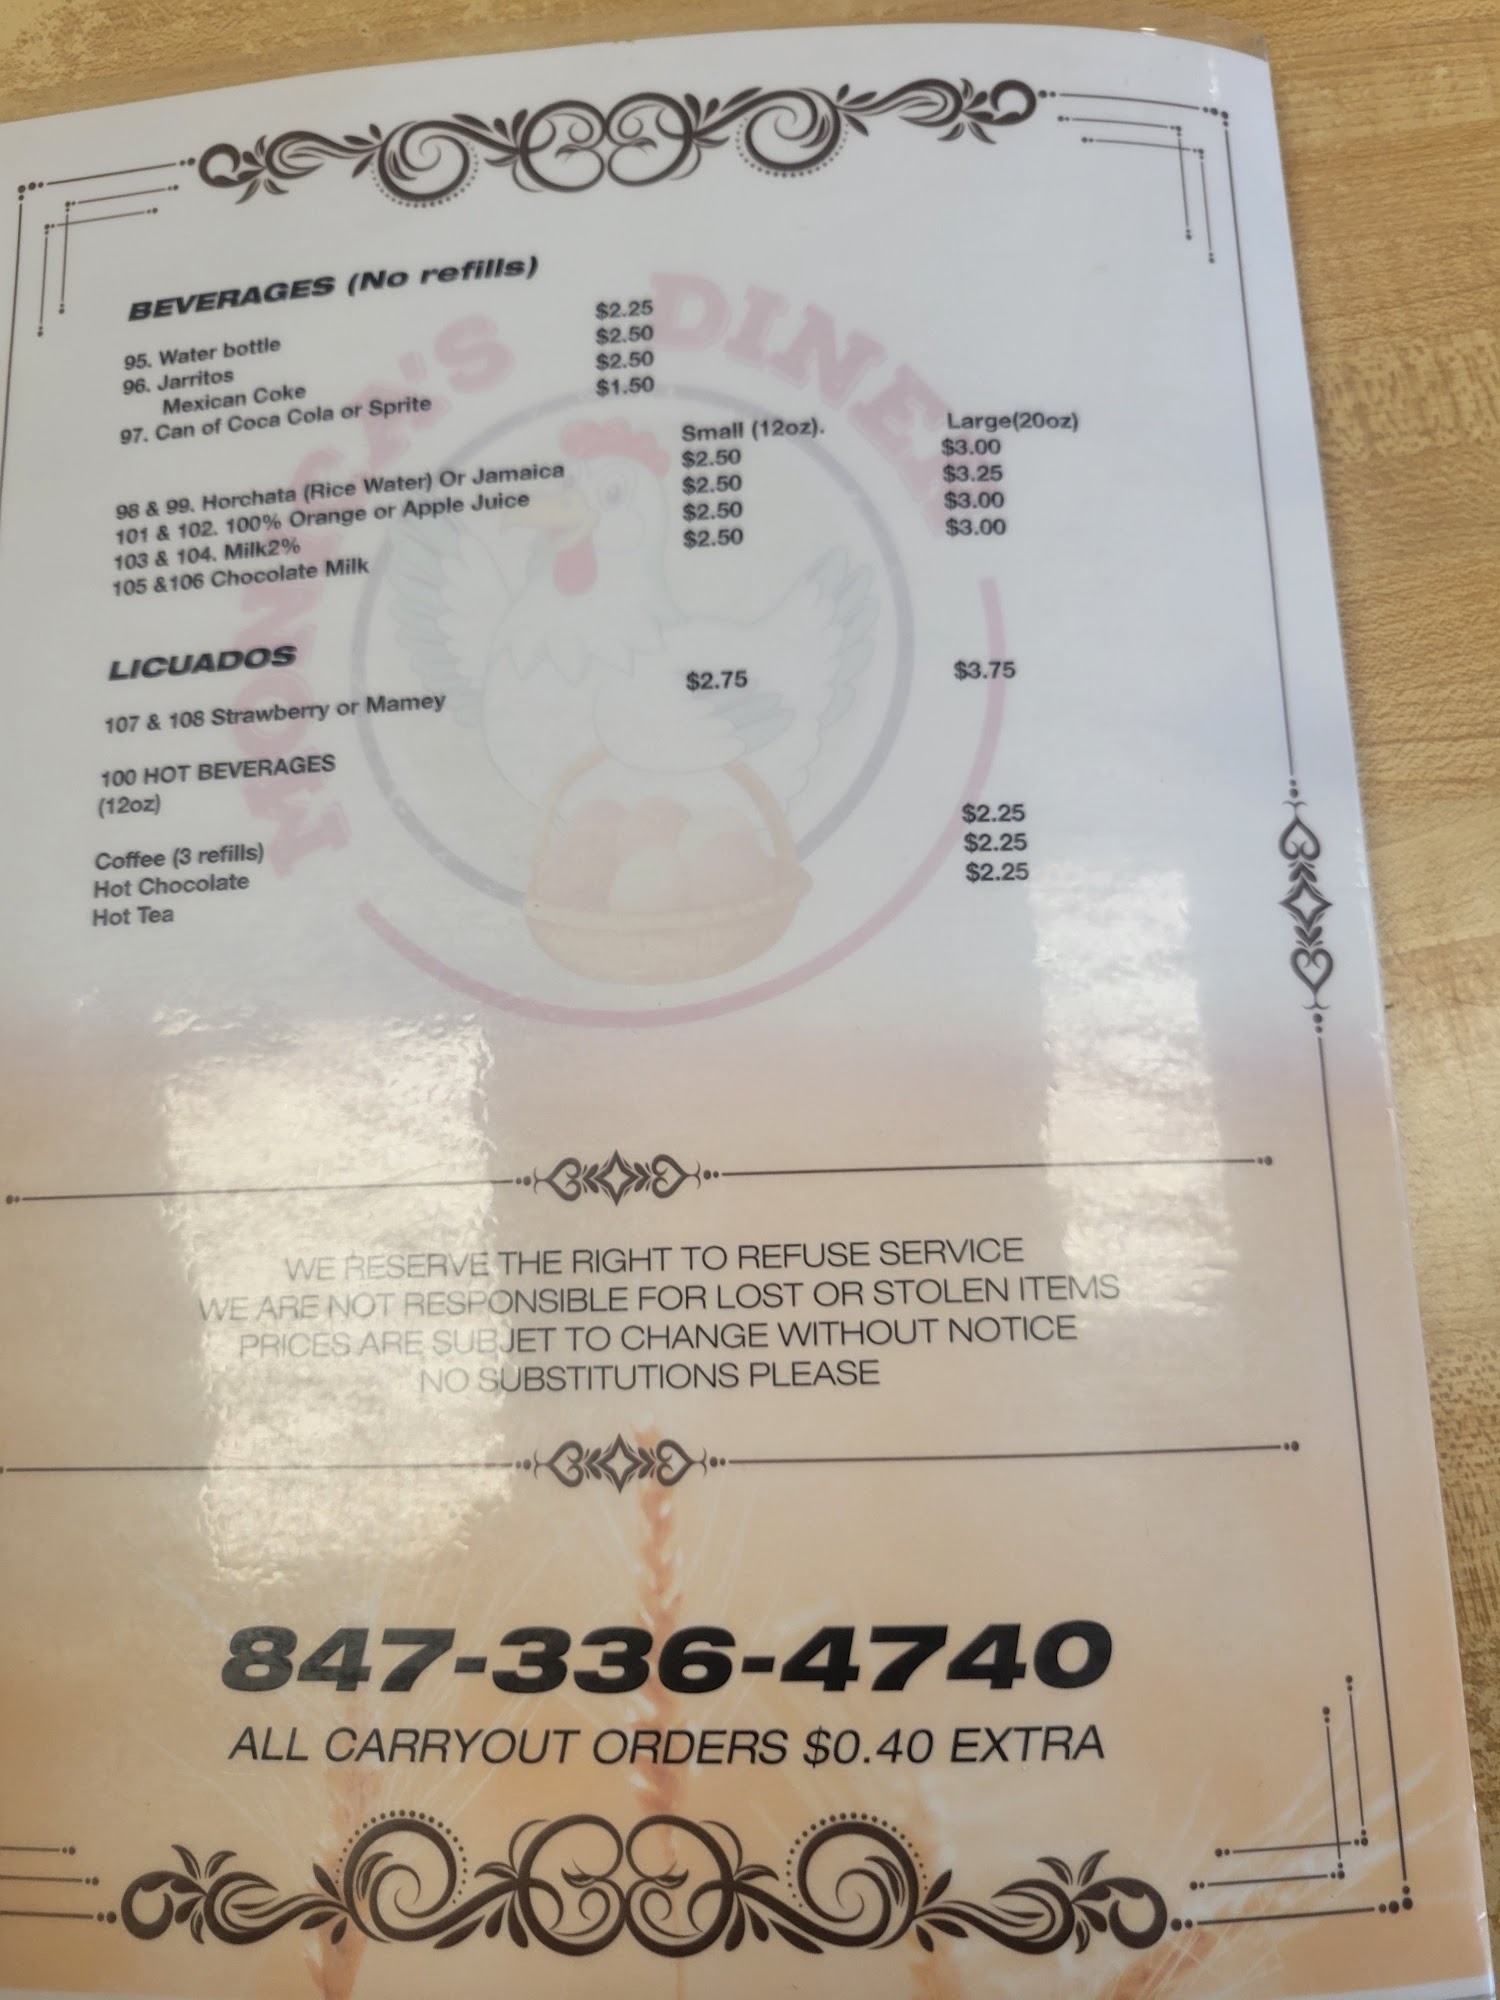 MONICA'S DINER
BEVERAGES (No refills)
95. Water bottle $2.25
96. Jarritos $2.50
Mexican Coke $2.50
97. Can of Coca Cola or Sprite $1.50
Small (12oz). Large(20oz)
98 & 99. Horchata (Rice Water) Or Jamaica $2.50 $3.00
101 & 102. 100% Orange or Apple Juice $2.50 $3.25
103 & 104. Milk2% $2.50 $3.00
105 &106 Chocolate Milk $2.50 $3.00
LICUADOS
107 & 108 Strawberry or Mamey $2.75 $3.75
100 HOT BEVERAGES
(12oz)
Coffee (3 refills) $2.25
Hot Chocolate $2.25
Hot Tea $2.25
WE RESERVE THE RIGHT TO REFUSE SERVICE
WE ARE NOT RESPONSIBLE FOR LOST OR STOLEN ITEMS
PRICES ARE SUBJET TO CHANGE WITHOUT NOTICE
NO SUBSTITUTIONS PLEASE
847-336-4740
ALL CARRYOUT ORDERS $0.40 EXTRA